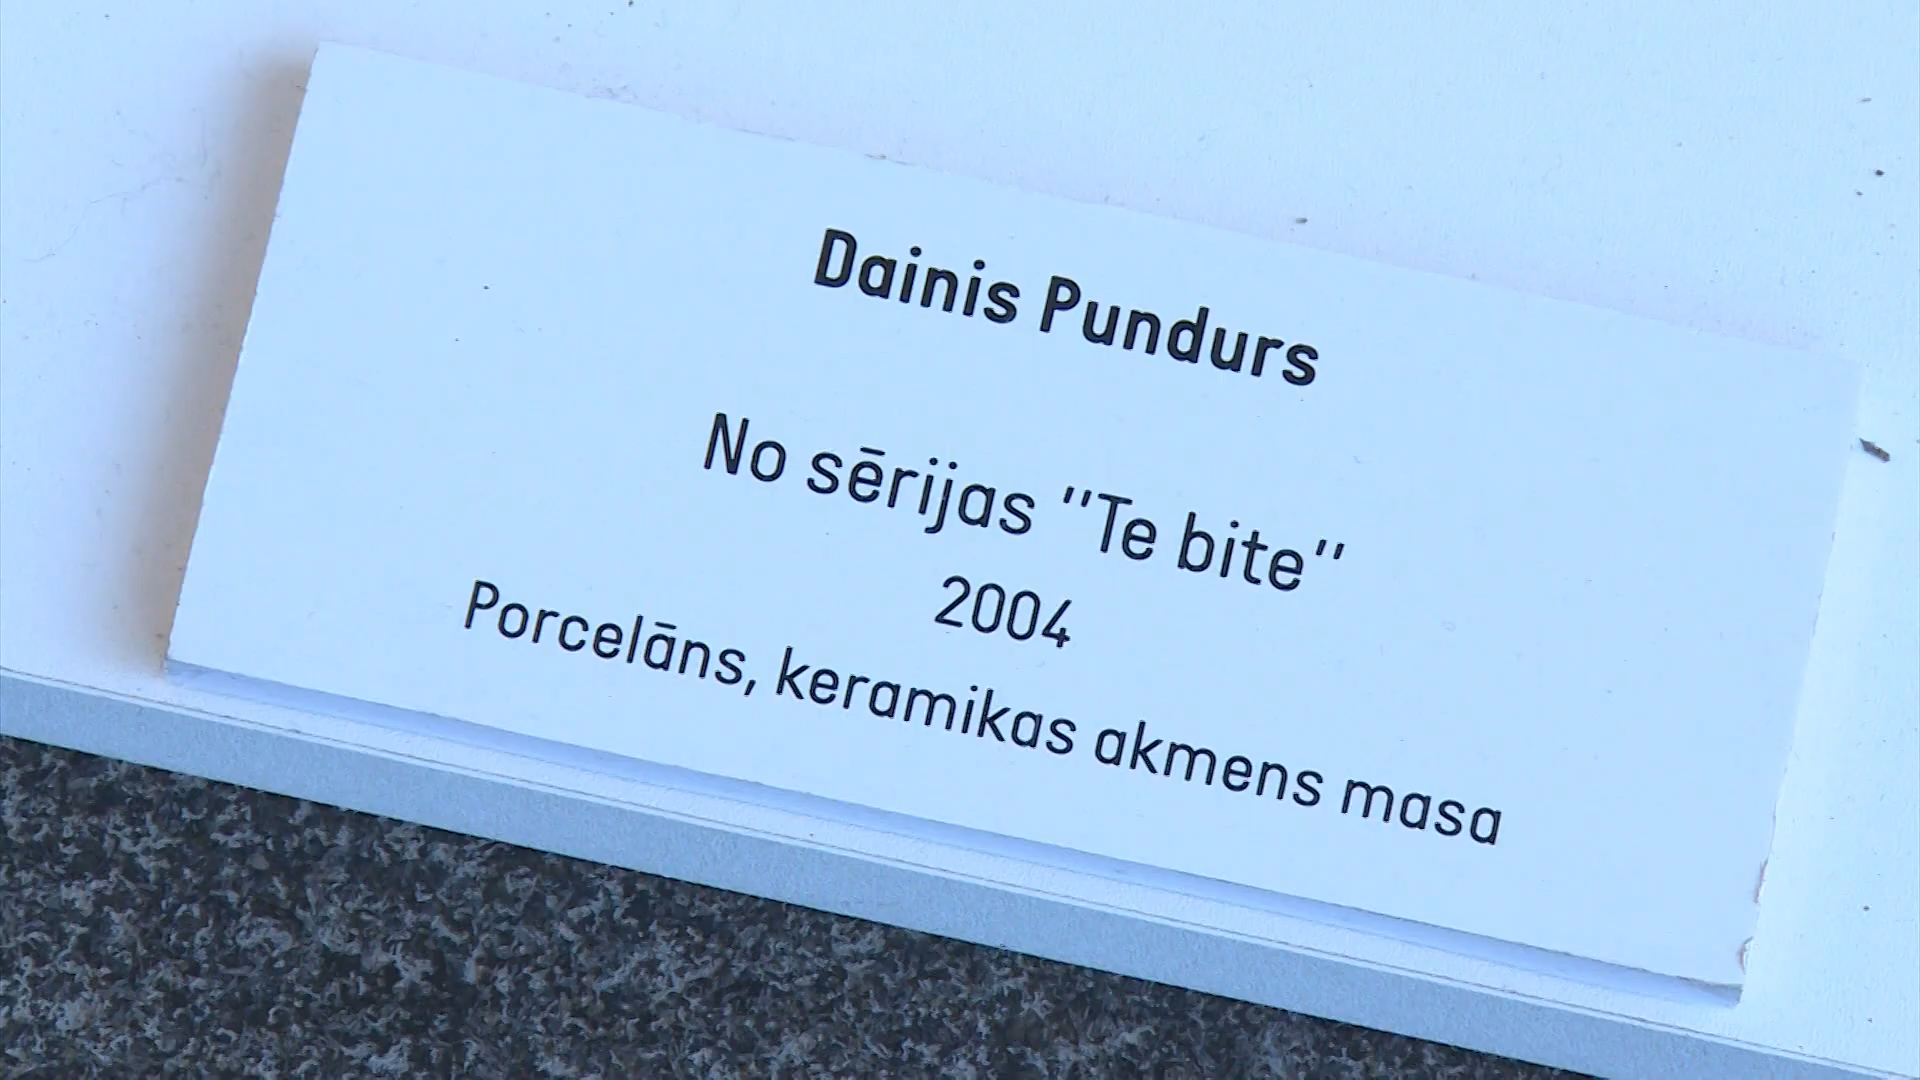 Dainis Pundurs
No sērijas "Te bite"
2004
Porcelāns, keramikas akmens masa